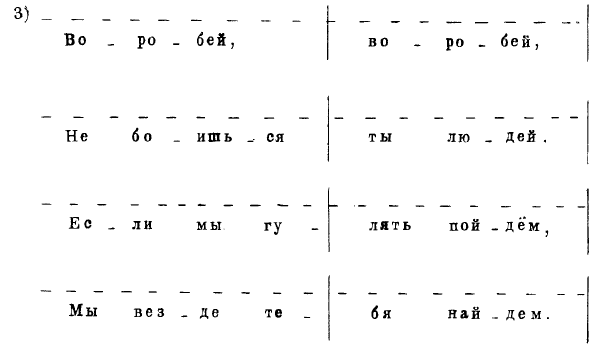 3)
Во - ро - бей, во - ро - бей,
Не бо - ишь - ся ты лю - дей.
Ес - ли мы гу - лять пой - дём,
Мы вез - де те - бя най - дем.